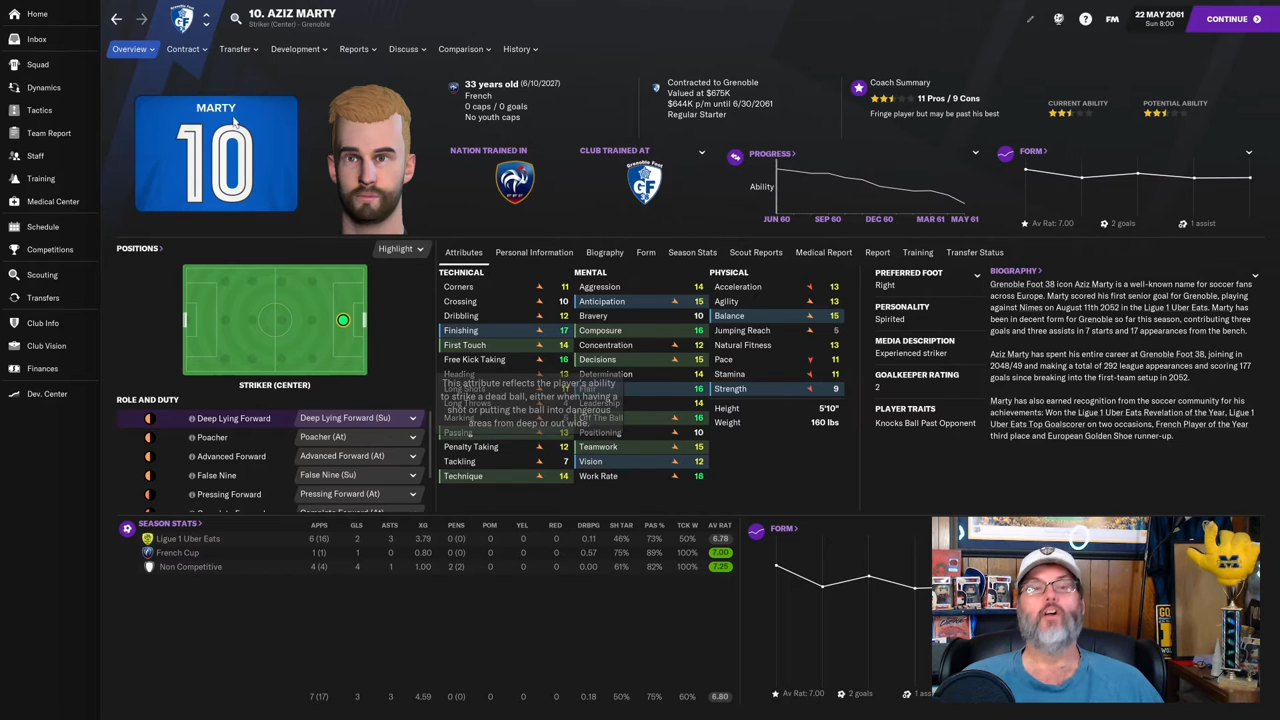 Home
Inbox
Squad
Dynamics
Tactics
Team Report
Staff
Training
Medical Center
Schedule
Competitions
Scouting
Transfers
Club Info
Club Vision
Finances
Dev. Center
10. AZIZ MARTY
Striker (Center) - Grenoble
FM
22 MAY 2061
Sun 8:00
CONTINUE
Overview
Contract
Transfer
Development
Reports
Discuss
Comparison
History
MARTY
10
33 years old (6/10/2027)
French
0 caps / 0 goals
No youth caps
Contracted to Grenoble
Valued at $675K
$644K p/m until 6/30/2061
Regular Starter
Coach Summary
11 Pros / 9 Cons
Fringe player but may be past his best
CURRENT ABILITY
POTENTIAL ABILITY
NATION TRAINED IN
FFF
CLUB TRAINED AT
GF
Grenoble Foot
38
PROGRESS
Ability
JUN 60 SEP 60 DEC 60 MAR 61 MAY 61
FORM
Av Rat: 7.00 2 goals 1 assist
POSITIONS
Highlight
STRIKER (CENTER)
ROLE AND DUTY
Deep Lying Forward Deep Lying Forward (Su)
Poacher Poacher (At)
Advanced Forward Advanced Forward (At)
False Nine False Nine (Su)
Pressing Forward Pressing Forward (At)
Attributes Personal Information Biography Form Season Stats Scout Reports Medical Report Report Training Transfer Status
TECHNICAL
Corners 11
Crossing 10
Dribbling 12
Finishing 17
First Touch 14
Free Kick Taking 16
Heading 13
Long Shots 11
Long Throws 4
Marking 5
Passing 13
Penalty Taking 12
Tackling 7
Technique 14
This attribute reflects the player's ability
to strike a dead ball, either when having a
shot or putting the ball into dangerous
areas from deep or out wide.
MENTAL
Aggression 14
Anticipation 15
Bravery 10
Composure 16
Concentration 12
Decisions 15
Determination 14
Flair 16
Leadership 14
Off The Ball 16
Positioning 10
Teamwork 15
Vision 12
Work Rate 18
PHYSICAL
Acceleration 13
Agility 13
Balance 15
Jumping Reach 5
Natural Fitness 13
Pace 11
Stamina 11
Strength 9
Height 5'10"
Weight 160 lbs
PREFERRED FOOT
Right
PERSONALITY
Spirited
MEDIA DESCRIPTION
Experienced striker
GOALKEEPER RATING
2
PLAYER TRAITS
Knocks Ball Past Opponent
BIOGRAPHY
Grenoble Foot 38 icon Aziz Marty is a well-known name for soccer fans
across Europe. Marty scored his first senior goal for Grenoble, playing
against Nîmes on August 11th 2052 in the Ligue 1 Uber Eats. Marty has
been in decent form for Grenoble so far this season, contributing three
goals and three assists in 7 starts and 17 appearances from the bench.
Aziz Marty has spent his entire career at Grenoble Foot 38, joining in
2048/49 and making a total of 292 league appearances and scoring 177
goals since breaking into the first-team setup in 2052.
Marty has also earned recognition from the soccer community for his
achievements: Won the Ligue 1 Uber Eats Revelation of the Year, Ligue 1
Uber Eats Top Goalscorer on two occasions, French Player of the Year
third place and European Golden Shoe runner-up.
SEASON STATS APPS GLS ASTS XG PENS POM YEL RED DRBPG SH TAR PAS % TCK W AV RAT
Ligue 1 Uber Eats 6 (16) 2 3 3.79 0 (0) 0 0 0 0.11 46% 73% 50% 6.78
French Cup 1 (1) 1 0 0.80 0 (0) 0 0 0 0.57 75% 89% 100% 7.00
Non Competitive 4 (4) 4 1 1.00 2 (2) 0 0 0 0.00 61% 82% 100% 7.25
7 (17) 3 3 4.59 0 (0) 0 0 0 0.18 50% 75% 60% 6.80
FORM
Av Rat: 7.00 2 goals 1 ass